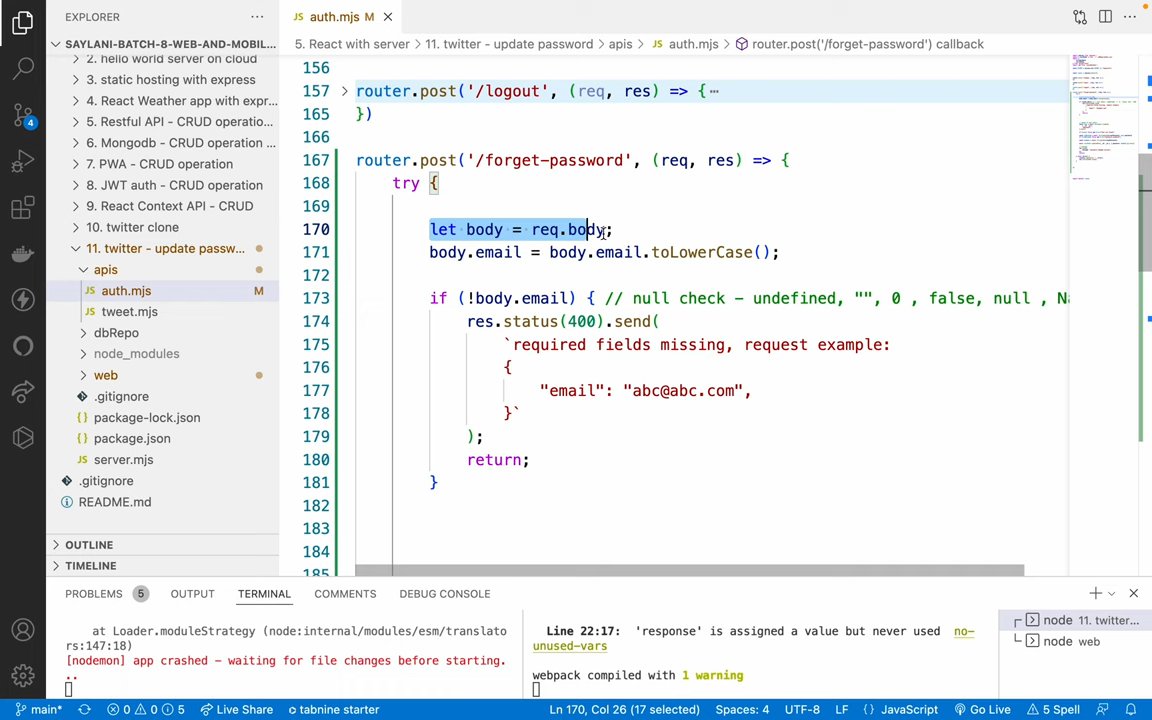 EXPLORER
SAYLANI-BATCH-8-WEB-AND-MOBIL...
2. hello world server on cloud
3. static hosting with express
4. React Weather app with expr...
5. Restful API - CRUD operatio...
6. Mongodb - CRUD operation ...
7. PWA - CRUD operation
8. JWT auth - CRUD operation
9. React Context API - CRUD
10. twitter clone
11. twitter - update passw...
apis
JS auth.mjs M
JS tweet.mjs
dbRepo
node_modules
web
.gitignore
{} package-lock.json
{} package.json
JS server.mjs
.gitignore
README.md
OUTLINE
TIMELINE
4
JS auth.mjs M
5. React with server > 11. twitter - update password > apis > JS auth.mjs > router.post('/forget-password') callback
156
157 router.post('/logout', (req, res) => {…
165 })
166
167 router.post('/forget-password', (req, res) => {
168 try {
169
170 let body = req.body;
171 body.email = body.email.toLowerCase();
172
173 if (!body.email) { // null check - undefined, "", 0 , false, null , Na
174 res.status(400).send(
175 `required fields missing, request example:
176 {
177 "email": "abc@abc.com",
178 }`
179 );
180 return;
181 }
182
183
184
185
PROBLEMS 5 OUTPUT TERMINAL COMMENTS DEBUG CONSOLE
at Loader.moduleStrategy (node:internal/modules/esm/translato
rs:147:18)
[nodemon] app crashed - waiting for file changes before starting.
..
Line 22:17: 'response' is assigned a value but never used no-
unused-vars
webpack compiled with 1 warning
node 11. twitter...
node web
main* 0 0 5 Live Share tabnine starter Ln 170, Col 26 (17 selected) Spaces: 4 UTF-8 LF {} JavaScript Go Live 5 Spell